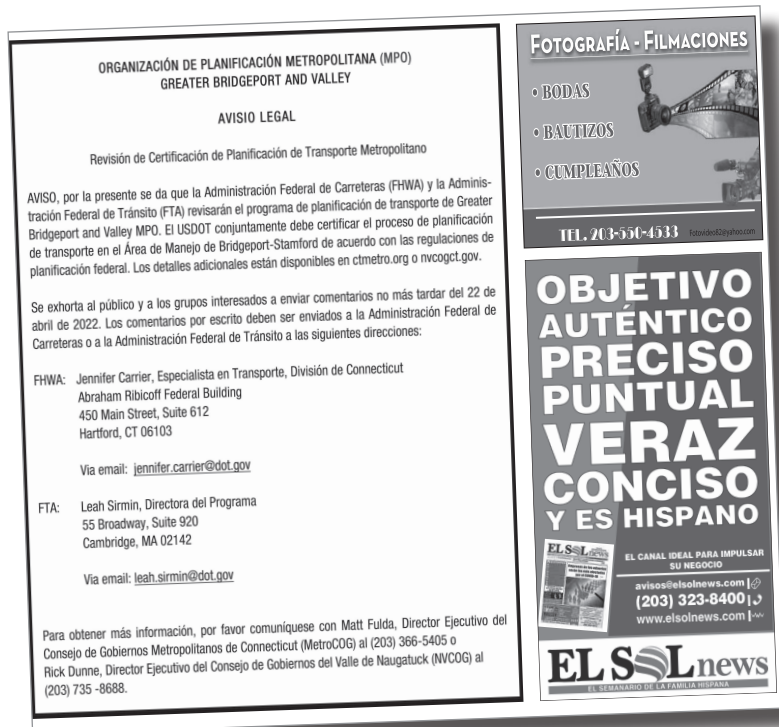 ORGANIZACIÓN DE PLANIFICACIÓN METROPOLITANA (MPO)
GREATER BRIDGEPORT AND VALLEY
AVISIO LEGAL
Revisión de Certificación de Planificación de Transporte Metropolitano
AVISO, por la presente se da que la Administración Federal de Carreteras (FHWA) y la Adminis-
tración Federal de Tránsito (FTA) revisarán el programa de planificación de transporte de Greater
Bridgeport and Valley MPO. El USDOT conjuntamente debe certificar el proceso de planificación
de transporte en el Área de Manejo de Bridgeport-Stamford de acuerdo con las regulaciones de
planificación federal. Los detalles adicionales están disponibles en ctmetro.org o nvcogct.gov.
Se exhorta al público y a los grupos interesados a enviar comentarios no más tardar del 22 de
abril de 2022. Los comentarios por escrito deben ser enviados a la Administración Federal de
Carreteras o a la Administración Federal de Tránsito a las siguientes direcciones:
FHWA: Jennifer Carrier, Especialista en Transporte, División de Connecticut
Abraham Ribicoff Federal Building
450 Main Street, Suite 612
Hartford, CT 06103
Via email: jennifer.carrier@dot.gov
FTA: Leah Sirmin, Directora del Programa
55 Broadway, Suite 920
Cambridge, MA 02142
Via email: leah.sirmin@dot.gov
Para obtener más información, por favor comuníquese con Matt Fulda, Director Ejecutivo del
Consejo de Gobiernos Metropolitanos de Connecticut (MetroCOG) al (203) 366-5405 o
Rick Dunne, Director Ejecutivo del Consejo de Gobiernos del Valle de Naugatuck (NVCOG) al
(203) 735 -8688.
FOTOGRAFÍA - FILMACIONES
• BODAS
• BAUTIZOS
• CUMPLEAÑOS
TEL. 203-550-4533 Fotovideo82@yahoo.com
OBJETIVO
AUTÉNTICO
PRECISO
PUNTUAL
VERAZ
CONCISO
Y ES HISPANO
EL SOL news
EL CANAL IDEAL PARA IMPULSAR
SU NEGOCIO
avisos@elsolnews.com
(203) 323-8400
www.elsolnews.com
EL SOL news
EL SEMANARIO DE LA FAMILIA HISPANA